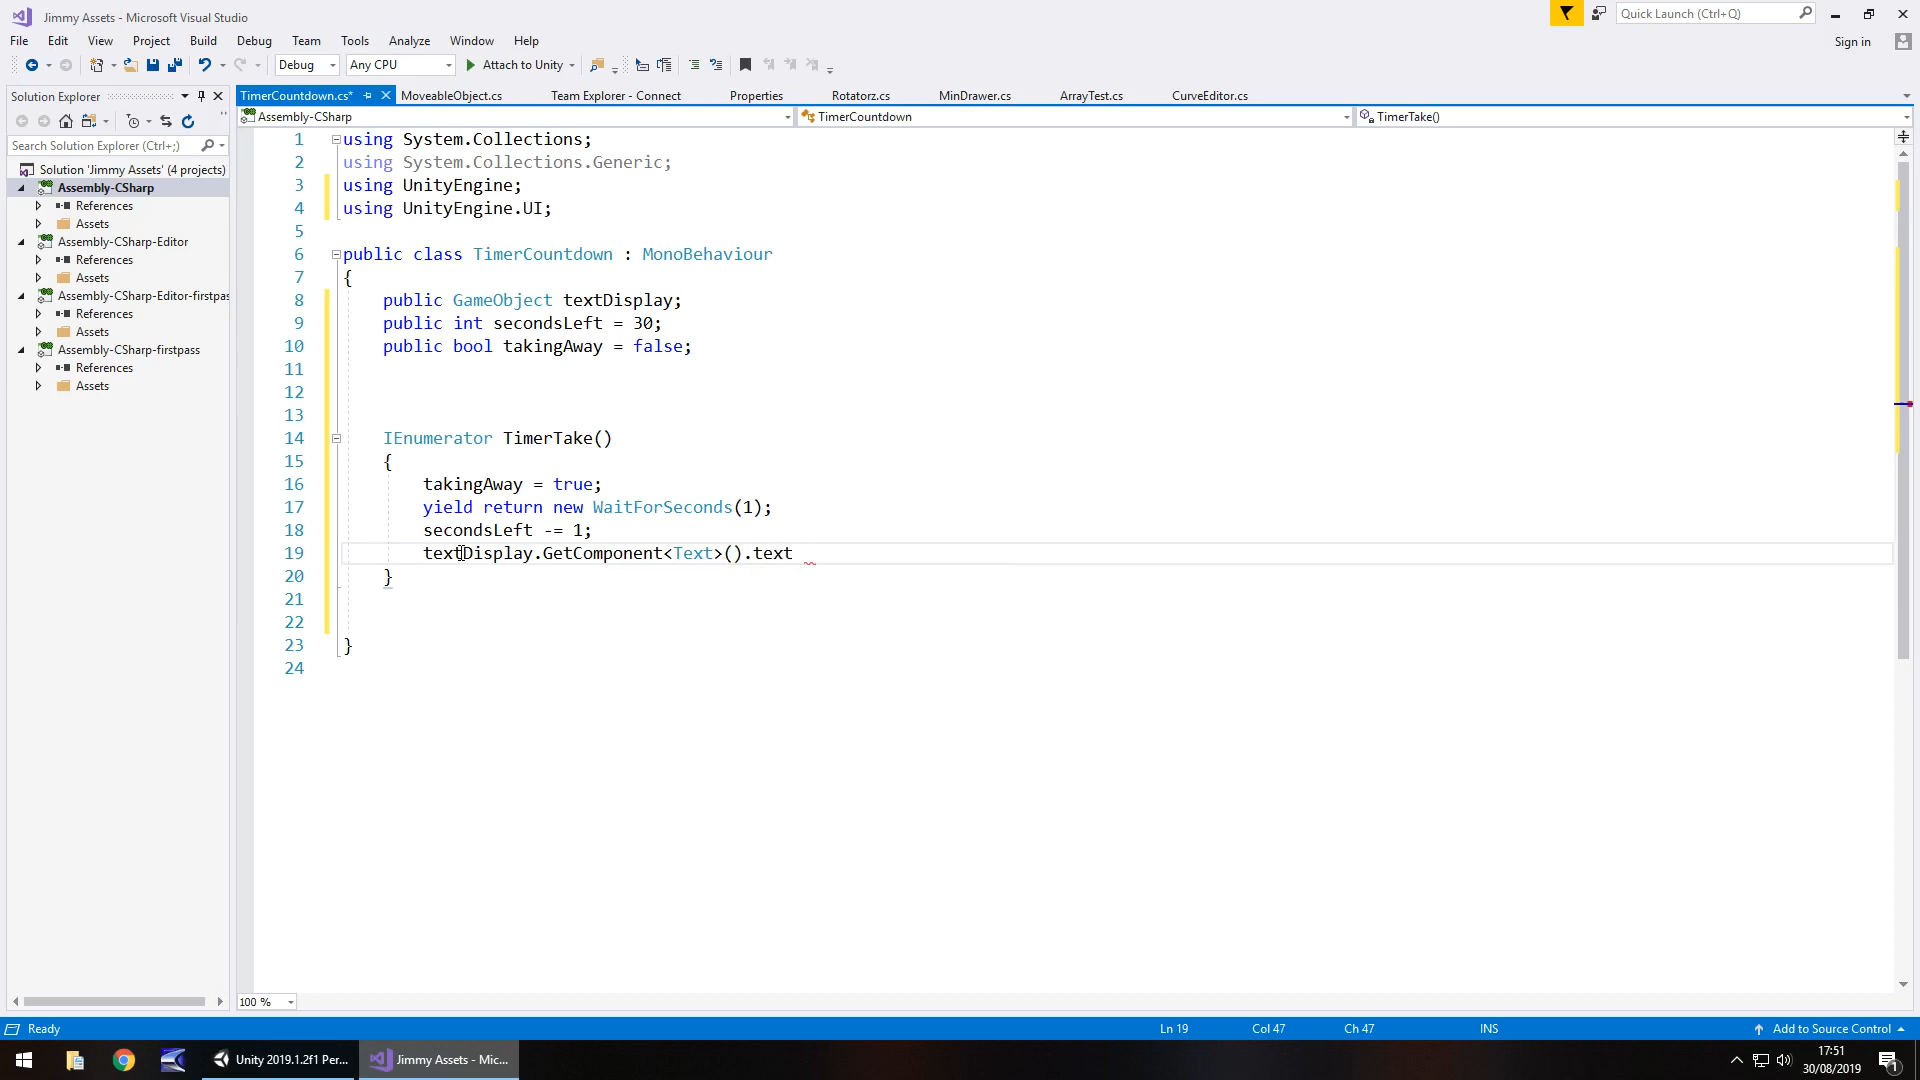 Jimmy Assets - Microsoft Visual Studio
Quick Launch (Ctrl+Q)
File Edit View Project Build Debug Team Tools Analyze Window Help
Sign in
Debug Any CPU Attach to Unity
Solution Explorer
TimerCountdown.cs* MoveableObject.cs Team Explorer - Connect Properties Rotatorz.cs MinDrawer.cs ArrayTest.cs CurveEditor.cs
Assembly-CSharp TimerCountdown TimerTake()
Search Solution Explorer (Ctrl+;)
Solution 'Jimmy Assets' (4 projects)
Assembly-CSharp
References
Assets
Assembly-CSharp-Editor
References
Assets
Assembly-CSharp-Editor-firstpas
References
Assets
Assembly-CSharp-firstpass
References
Assets
1 using System.Collections;
2 using System.Collections.Generic;
3 using UnityEngine;
4 using UnityEngine.UI;
5
6 public class TimerCountdown : MonoBehaviour
7 {
8 public GameObject textDisplay;
9 public int secondsLeft = 30;
10 public bool takingAway = false;
11
12
13
14 IEnumerator TimerTake()
15 {
16 takingAway = true;
17 yield return new WaitForSeconds(1);
18 secondsLeft -= 1;
19 textDisplay.GetComponent<Text>().text
20 }
21
22
23 }
24
100 %
Ready Ln 19 Col 47 Ch 47 INS Add to Source Control
Unity 2019.1.2f1 Per... Jimmy Assets - Mic...
17:51
30/08/2019
1